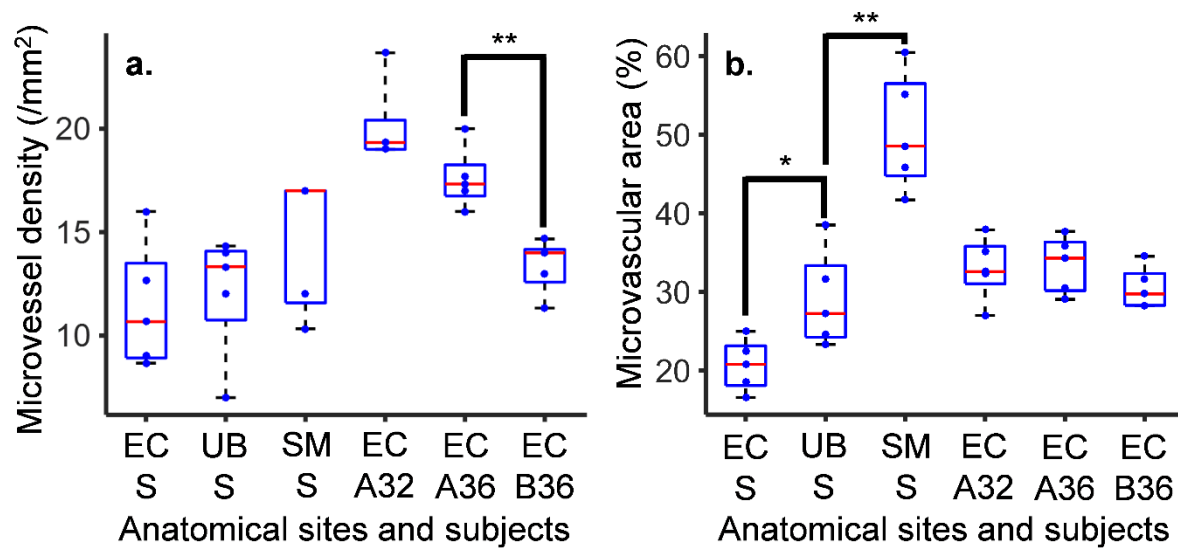 a.
**
Microvessel density (/mm²)
20
15
10
EC UB SM EC EC EC
S S S A32 A36 B36
Anatomical sites and subjects
b.
**
*
Microvascular area (%)
60
50
40
30
20
EC UB SM EC EC EC
S S S A32 A36 B36
Anatomical sites and subjects